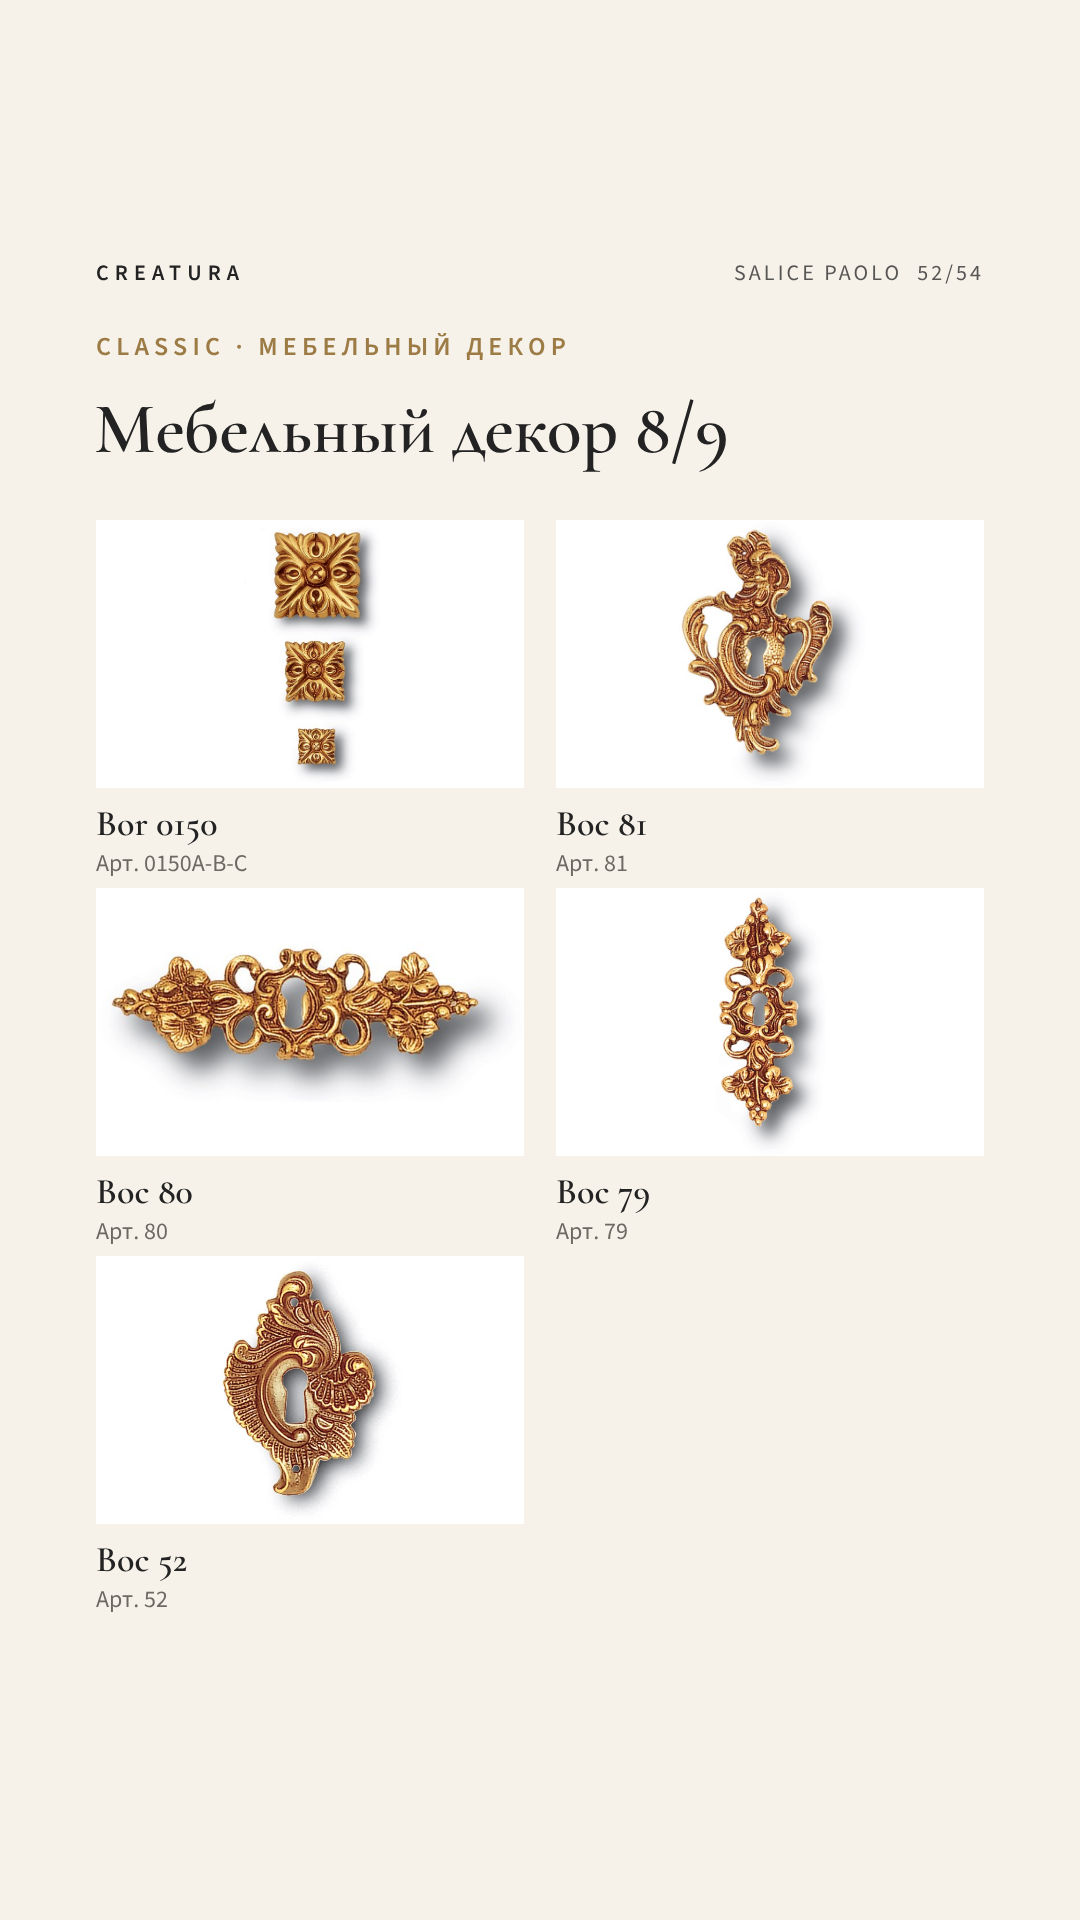 CREATURA
SALICE PAOLO 52/54
CLASSIC · МЕБЕЛЬНЫЙ ДЕКОР
Мебельный декор 8/9
Bor 0150
Арт. 0150A-B-C
Boc 81
Арт. 81
Boc 80
Арт. 80
Boc 79
Арт. 79
Boc 52
Арт. 52